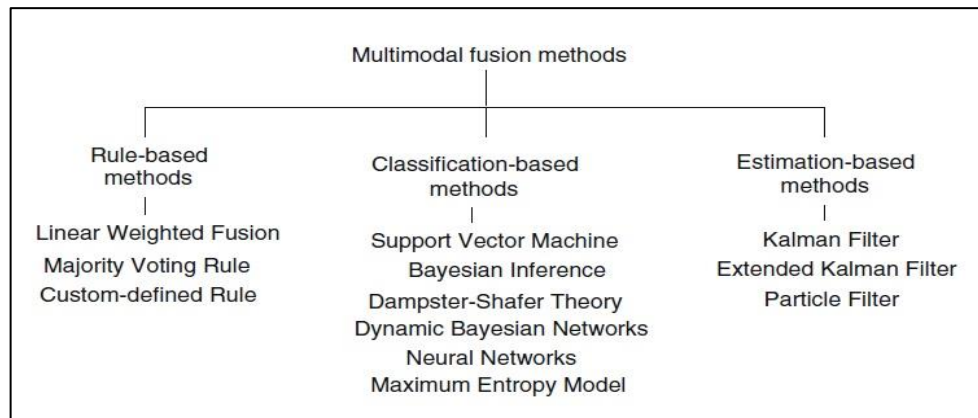 Multimodal fusion methods
Rule-based
methods
Linear Weighted Fusion
Majority Voting Rule
Custom-defined Rule
Classification-based
methods
Support Vector Machine
Bayesian Inference
Dampster-Shafer Theory
Dynamic Bayesian Networks
Neural Networks
Maximum Entropy Model
Estimation-based
methods
Kalman Filter
Extended Kalman Filter
Particle Filter